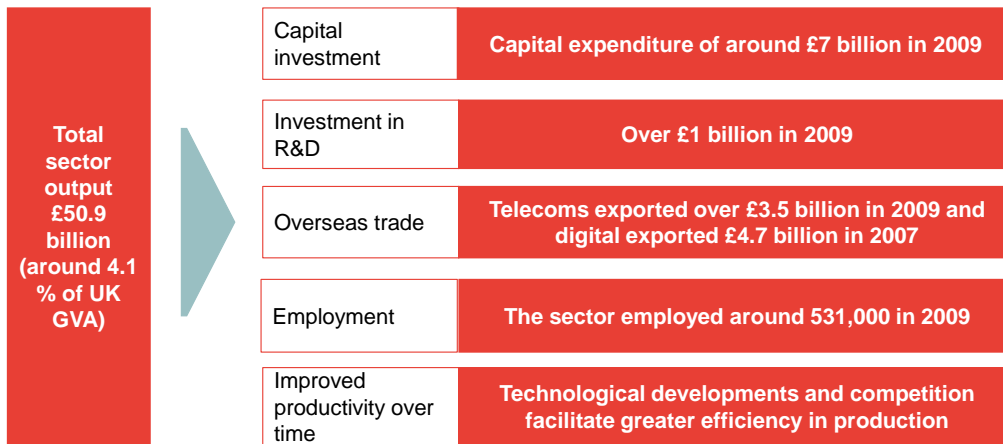 Total
sector
output
£50.9
billion
(around 4.1
% of UK
GVA)
Capital
investment
Capital expenditure of around £7 billion in 2009
Investment in
R&D
Over £1 billion in 2009
Overseas trade
Telecoms exported over £3.5 billion in 2009 and
digital exported £4.7 billion in 2007
Employment
The sector employed around 531,000 in 2009
Improved
productivity over
time
Technological developments and competition
facilitate greater efficiency in production